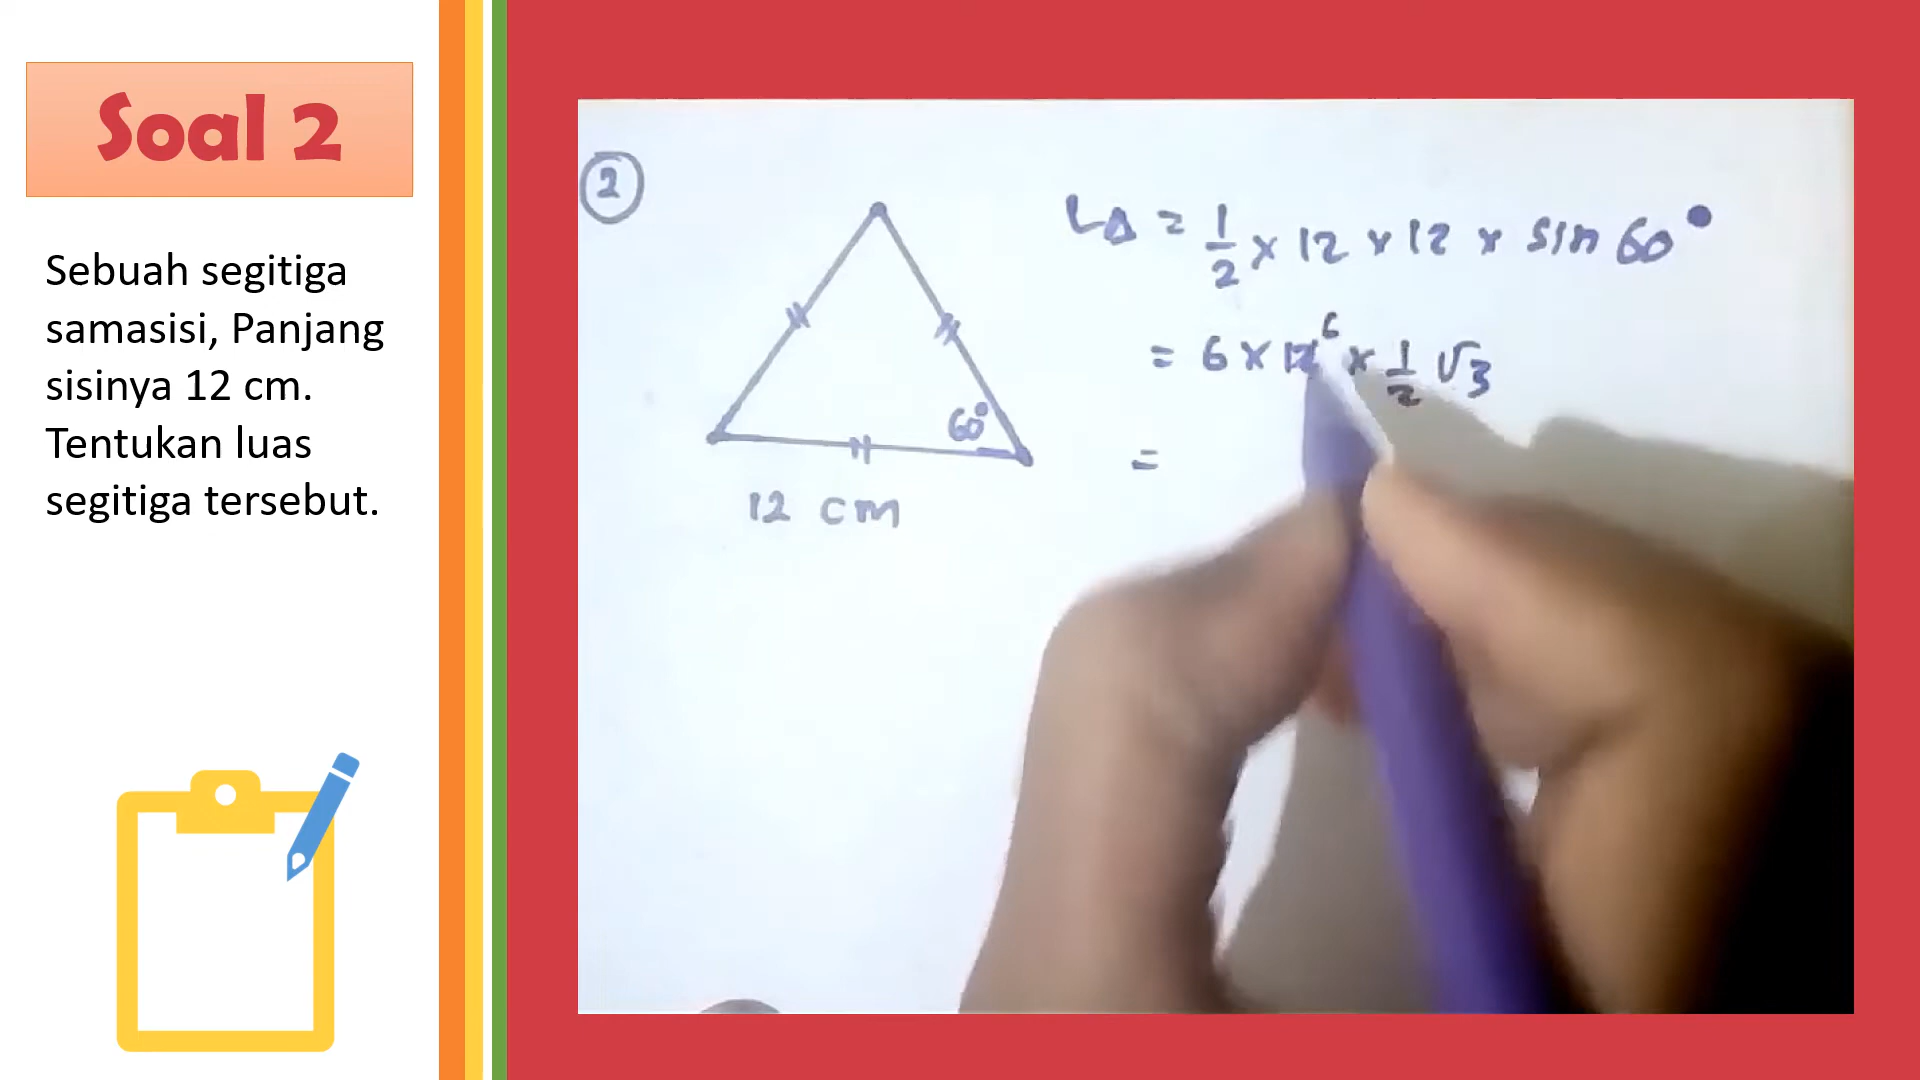 Soal 2
Sebuah segitiga
samasisi, Panjang
sisinya 12 cm.
Tentukan luas
segitiga tersebut.
2
60°
12 cm
L△ = 1/2 x 12 x 12 x sin 60°
= 6 x 12 6 x 1/2 √3
=